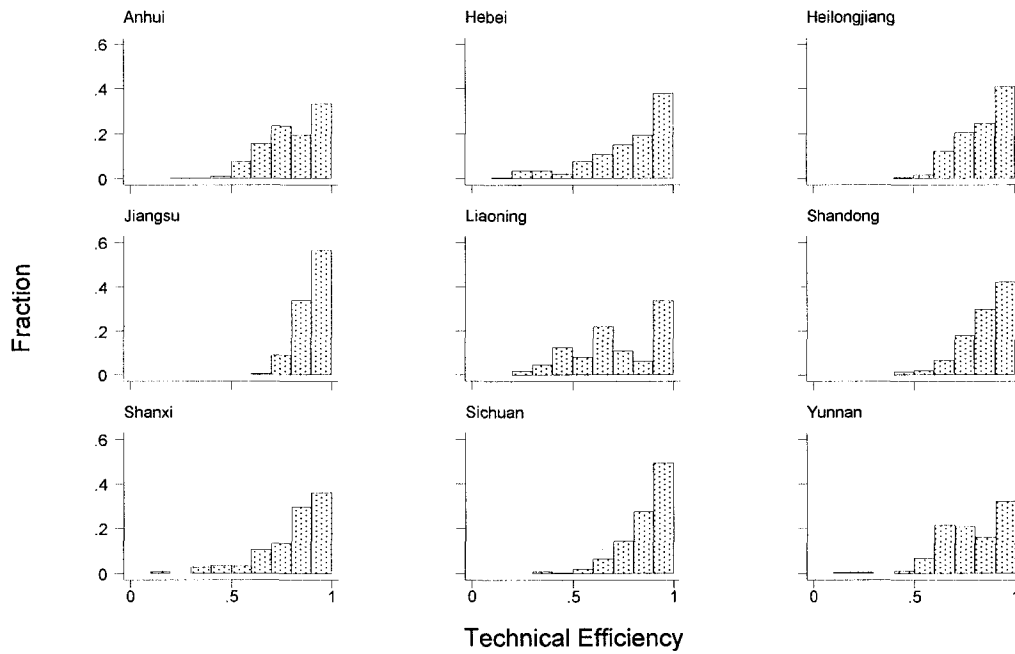 Anhui
Hebei
Heilongjiang
.6
.4
.2
0
Jiangsu
Liaoning
Shandong
.6
.4
.2
0
Fraction
Shanxi
Sichuan
Yunnan
.6
.4
.2
0
0 .5 1
0 .5 1
0 .5 1
Technical Efficiency